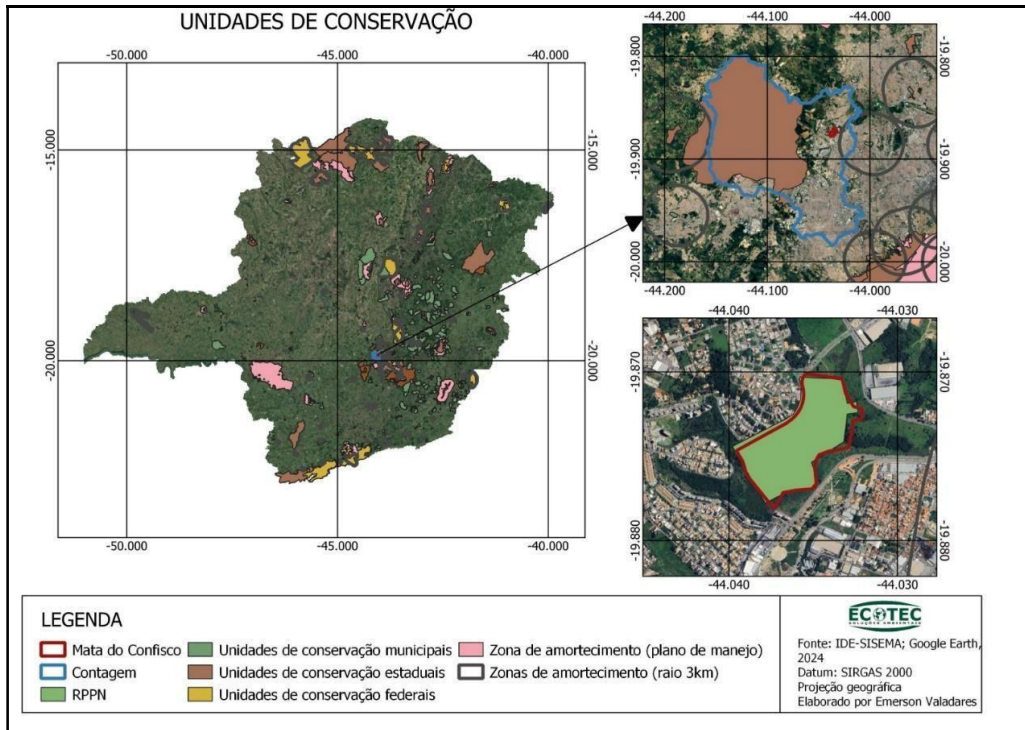 UNIDADES DE CONSERVAÇÃO
-50.000
-45.000
-40.000
-15.000
-15.000
-20.000
-20.000
-50.000
-45.000
-40.000
-44.200
-44.100
-44.000
-19.800
-19.800
-19.900
-19.900
-20.000
-20.000
-44.200
-44.100
-44.000
-44.040
-44.030
-19.870
-19.870
-19.880
-19.880
-44.040
-44.030
LEGENDA
Mata do Confisco
Contagem
RPPN
Unidades de conservação municipais
Unidades de conservação estaduais
Unidades de conservação federais
Zona de amortecimento (plano de manejo)
Zonas de amortecimento (raio 3km)
ECOTEC
SOLUÇÕES AMBIENTAIS
Fonte: IDE-SISEMA; Google Earth,
2024
Datum: SIRGAS 2000
Projeção geográfica
Elaborado por Emerson Valadares